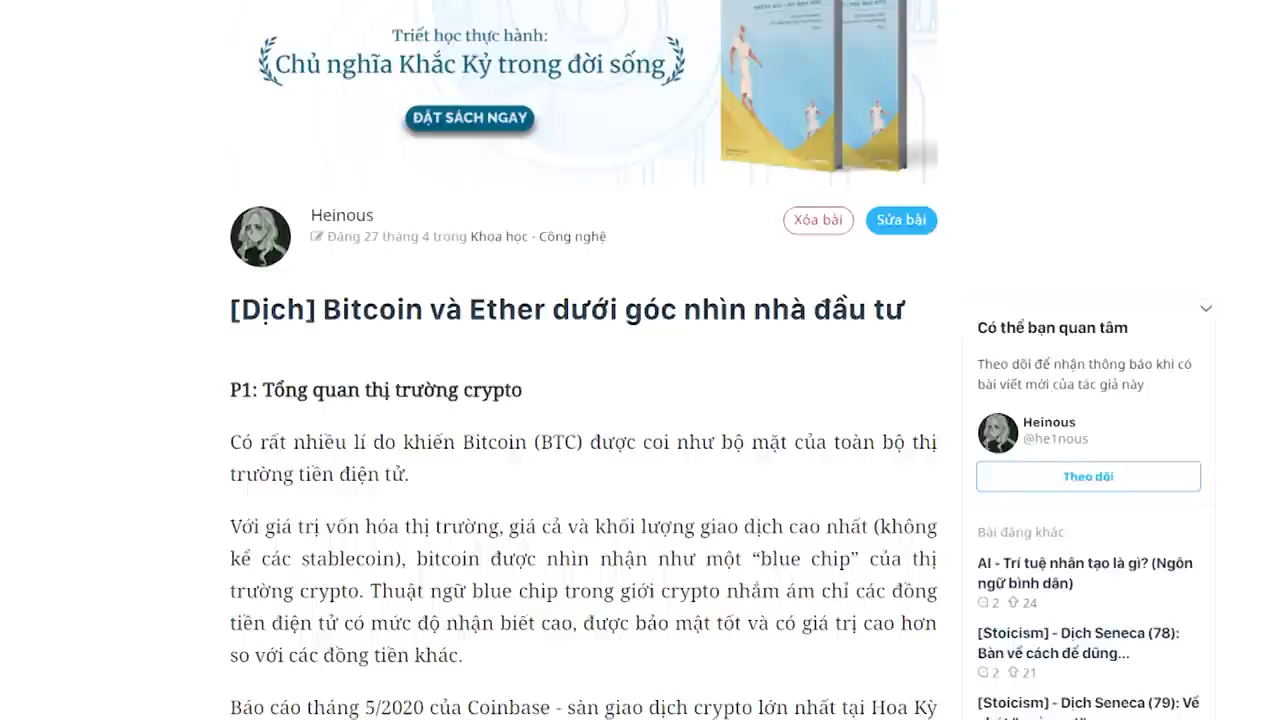 Triết học thực hành:
Chủ nghĩa Khắc Kỷ trong đời sống
ĐẶT SÁCH NGAY
Heinous
Đăng 27 tháng 4 trong Khoa học - Công nghệ
Xóa bài
Sửa bài
[Dịch] Bitcoin và Ether dưới góc nhìn nhà đầu tư
P1: Tổng quan thị trường crypto
Có rất nhiều lí do khiến Bitcoin (BTC) được coi như bộ mặt của toàn bộ thị
trường tiền điện tử.
Với giá trị vốn hóa thị trường, giá cả và khối lượng giao dịch cao nhất (không
kể các stablecoin), bitcoin được nhìn nhận như một “blue chip” của thị
trường crypto. Thuật ngữ blue chip trong giới crypto nhắm ám chỉ các đồng
tiền điện tử có mức độ nhận biết cao, được bảo mật tốt và có giá trị cao hơn
so với các đồng tiền khác.
Báo cáo tháng 5/2020 của Coinbase - sàn giao dịch crypto lớn nhất tại Hoa Kỳ
Có thể bạn quan tâm
Theo dõi để nhận thông báo khi có
bài viết mới của tác giả này
Heinous
@he1nous
Theo dõi
Bài đăng khác
AI - Trí tuệ nhân tạo là gì? (Ngôn
ngữ bình dân)
2 24
[Stoicism] - Dịch Seneca (78):
Bàn về cách để dũng...
2 21
[Stoicism] - Dịch Seneca (79): Về